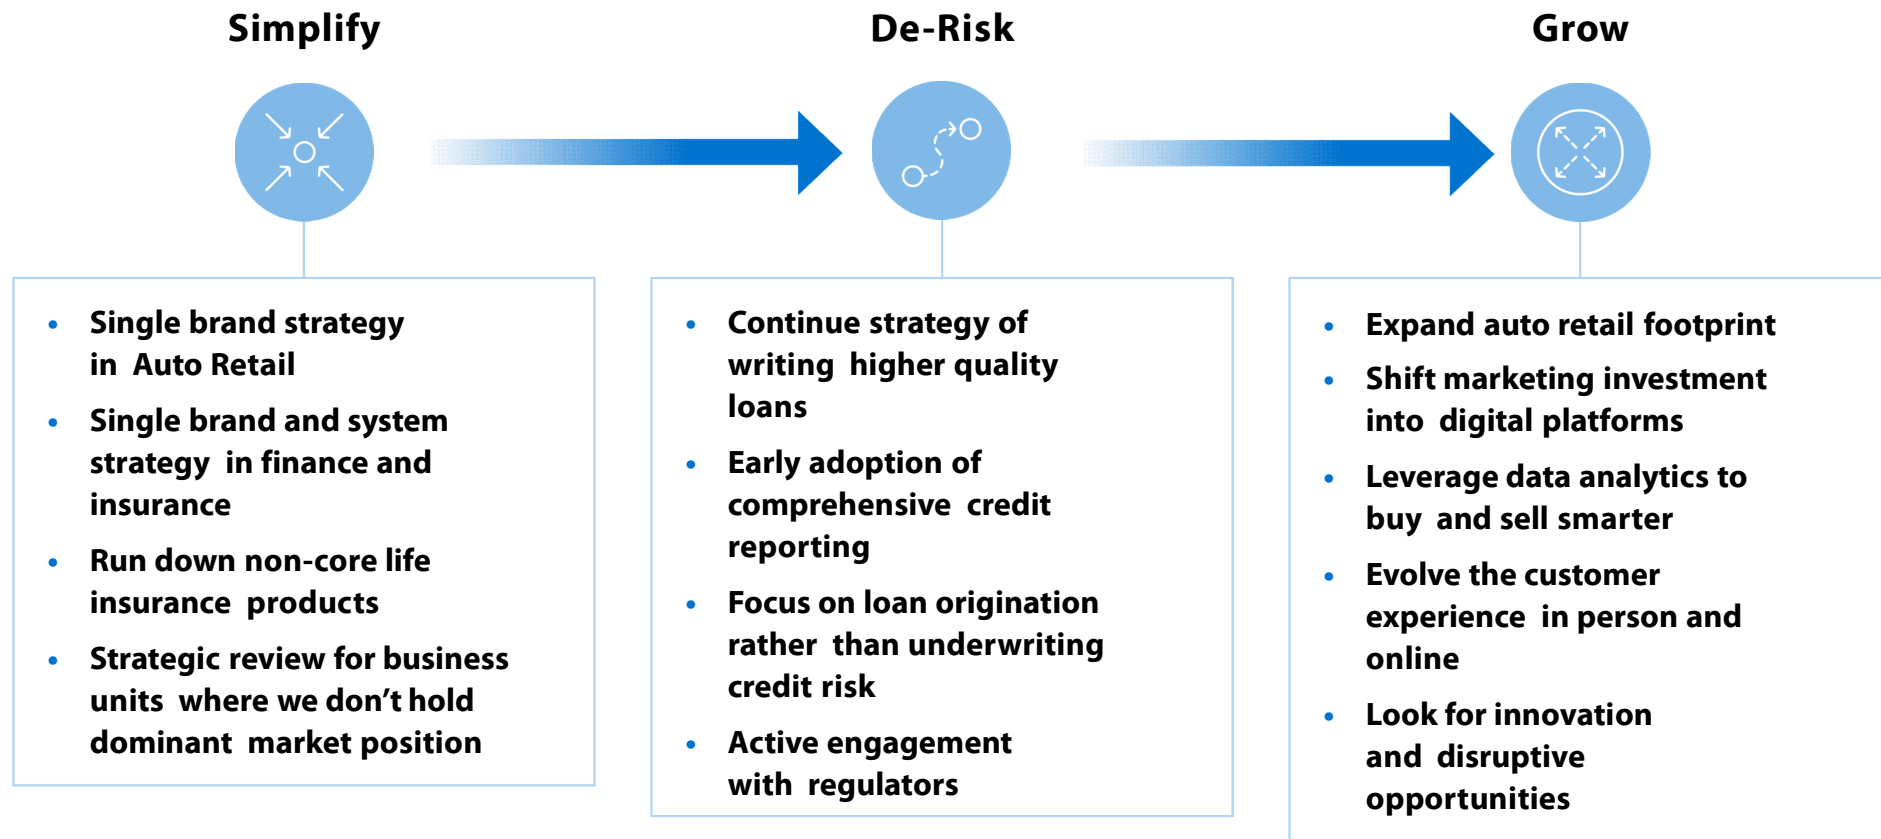 Simplify
De-Risk
Grow
• Single brand strategy
in Auto Retail
• Single brand and system
strategy in finance and
insurance
• Run down non-core life
insurance products
• Strategic review for business
units where we don’t hold
dominant market position
• Continue strategy of
writing higher quality
loans
• Early adoption of
comprehensive credit
reporting
• Focus on loan origination
rather than underwriting
credit risk
• Active engagement
with regulators
• Expand auto retail footprint
• Shift marketing investment
into digital platforms
• Leverage data analytics to
buy and sell smarter
• Evolve the customer
experience in person and
online
• Look for innovation
and disruptive
opportunities